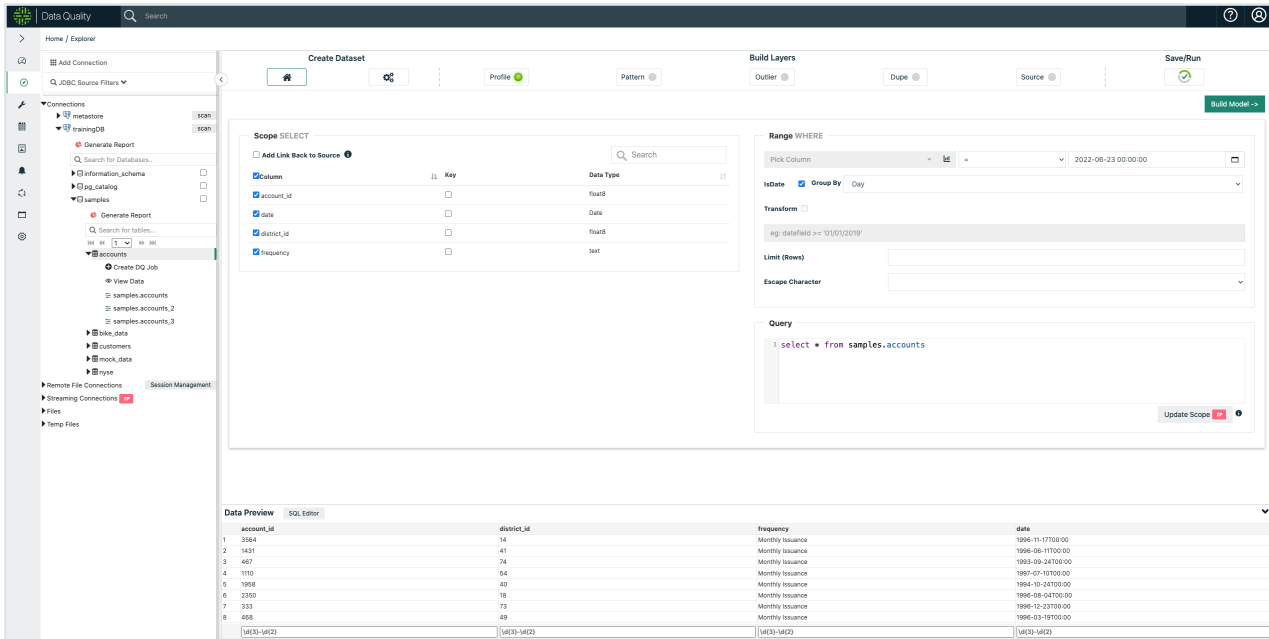 Data Quality
Search
Home / Explorer
Add Connection
JDBC Source Filters
Connections
metastore
scan
trainingDB
scan
Generate Report
Search for Databases..
information_schema
pg_catalog
samples
Generate Report
Search for tables...
1
accounts
Create DQ Job
View Data
samples.accounts
samples.accounts_2
samples.accounts_3
bike_data
customers
mock_data
nyse
Remote File Connections
Session Management
Streaming Connections TP
Files
Temp Files
Create Dataset
Build Layers
Save/Run
Profile
Pattern
Outlier
Dupe
Source
Build Model ->
Scope SELECT
Add Link Back to Source
Search
Column Key Data Type
account_id float8
date Date
district_id float8
frequency text
Range WHERE
Pick Column = 2022-06-23 00:00:00
IsDate Group By Day
Transform
eg: datefield >= '01/01/2019'
Limit (Rows)
Escape Character
Query
1 select * from samples.accounts
Update Scope TP
Data Preview SQL Editor
account_id district_id frequency date
1 3564 14 Monthly Issuance 1996-11-17T00:00
2 1431 41 Monthly Issuance 1996-06-11T00:00
3 467 74 Monthly Issuance 1993-09-24T00:00
4 1110 54 Monthly Issuance 1997-07-10T00:00
5 1958 40 Monthly Issuance 1994-10-24T00:00
6 2350 18 Monthly Issuance 1996-08-04T00:00
7 333 73 Monthly Issuance 1996-12-23T00:00
8 468 49 Monthly Issuance 1996-03-19T00:00
\d{3}-\d{2} \d{3}-\d{2} \d{3}-\d{2} \d{3}-\d{2}